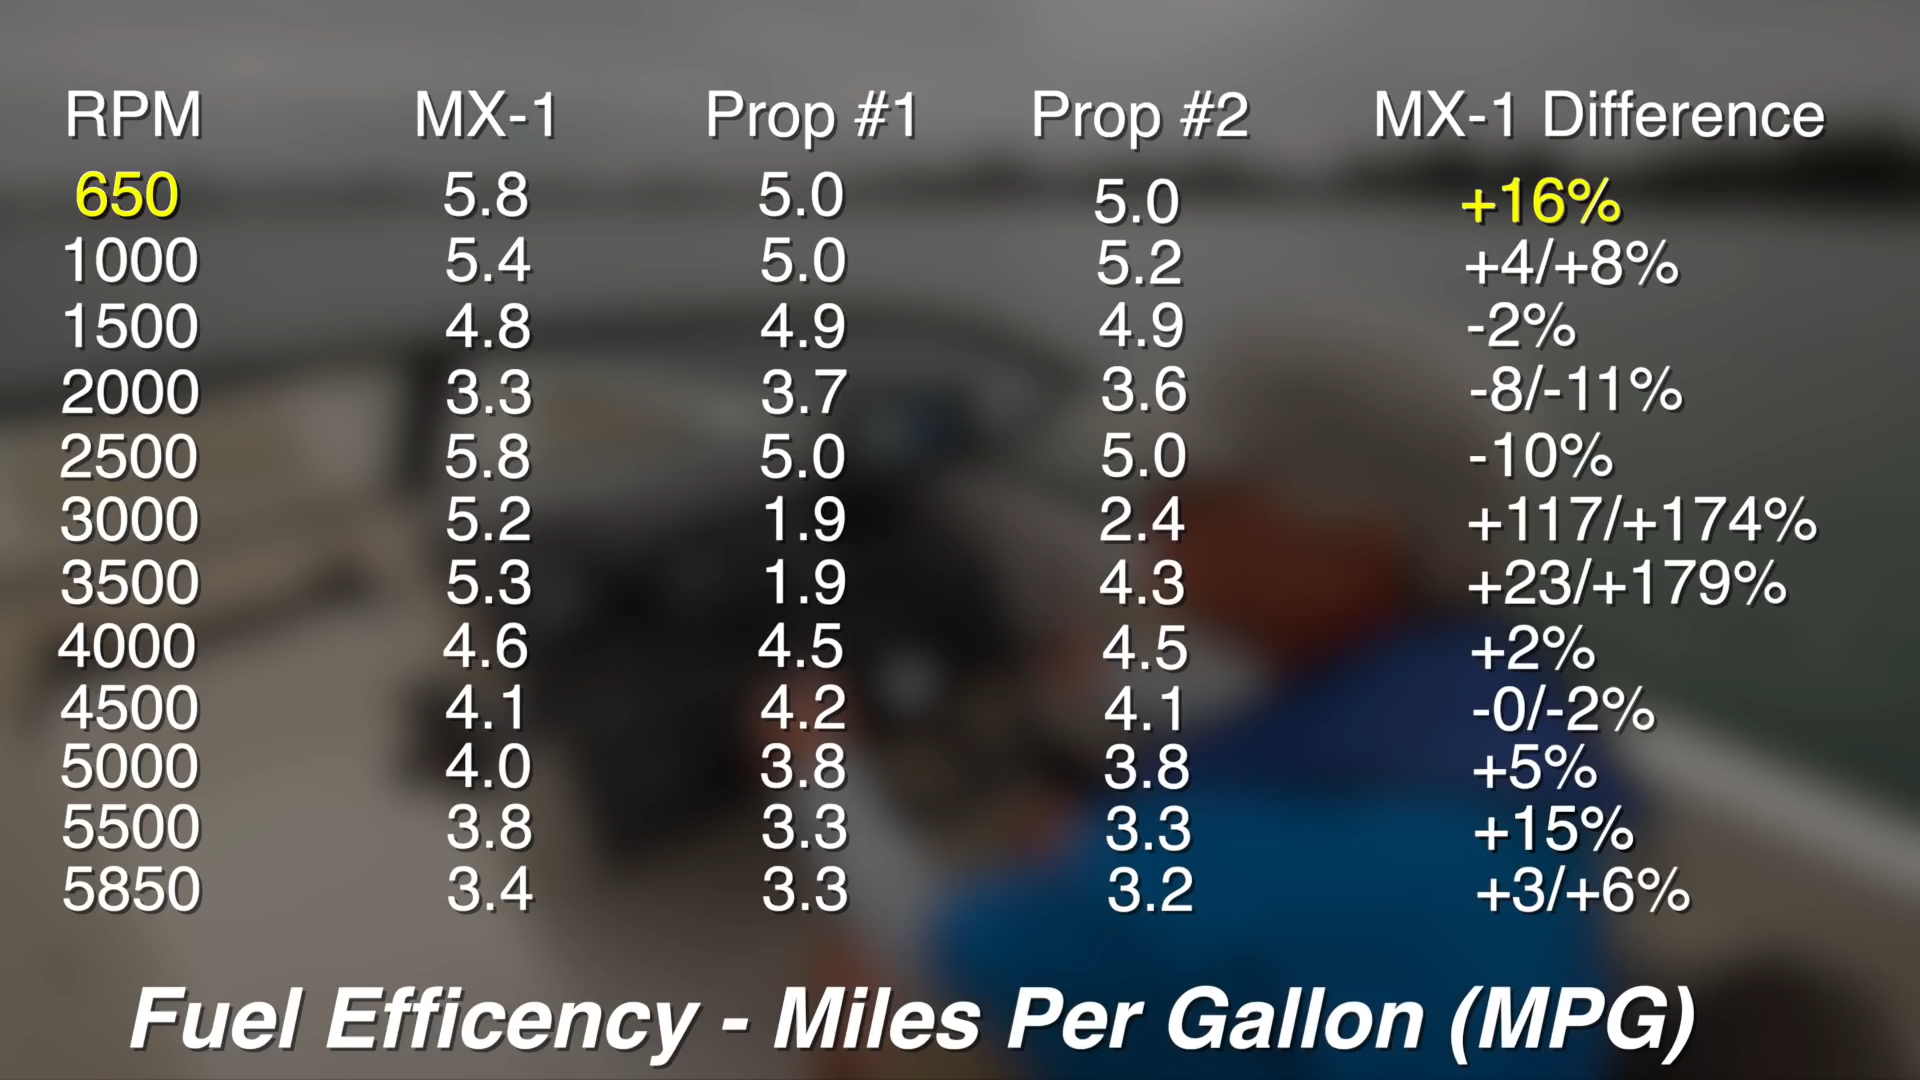 RPM MX-1 Prop #1 Prop #2 MX-1 Difference
650 5.8 5.0 5.0 +16%
1000 5.4 5.0 5.2 +4/+8%
1500 4.8 4.9 4.9 -2%
2000 3.3 3.7 3.6 -8/-11%
2500 5.8 5.0 5.0 -10%
3000 5.2 1.9 2.4 +117/+174%
3500 5.3 1.9 4.3 +23/+179%
4000 4.6 4.5 4.5 +2%
4500 4.1 4.2 4.1 -0/-2%
5000 4.0 3.8 3.8 +5%
5500 3.8 3.3 3.3 +15%
5850 3.4 3.3 3.2 +3/+6%
Fuel Efficency - Miles Per Gallon (MPG)